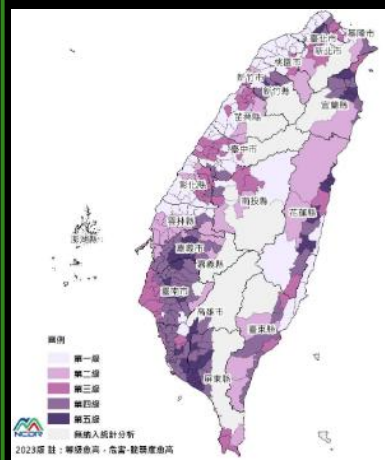 基隆市
臺北市
新北市
桃園市
新竹市
新竹縣
宜蘭縣
苗栗縣
臺中市
彰化縣
南投縣
花蓮縣
雲林縣
澎湖縣
嘉義市
嘉義縣
臺南市
高雄市
臺東縣
屏東縣
圖例
第一級
第二級
第三級
第四級
第五級
無納入統計分析
NCDR
2023版 註：等級愈高，危害-脆弱度愈高